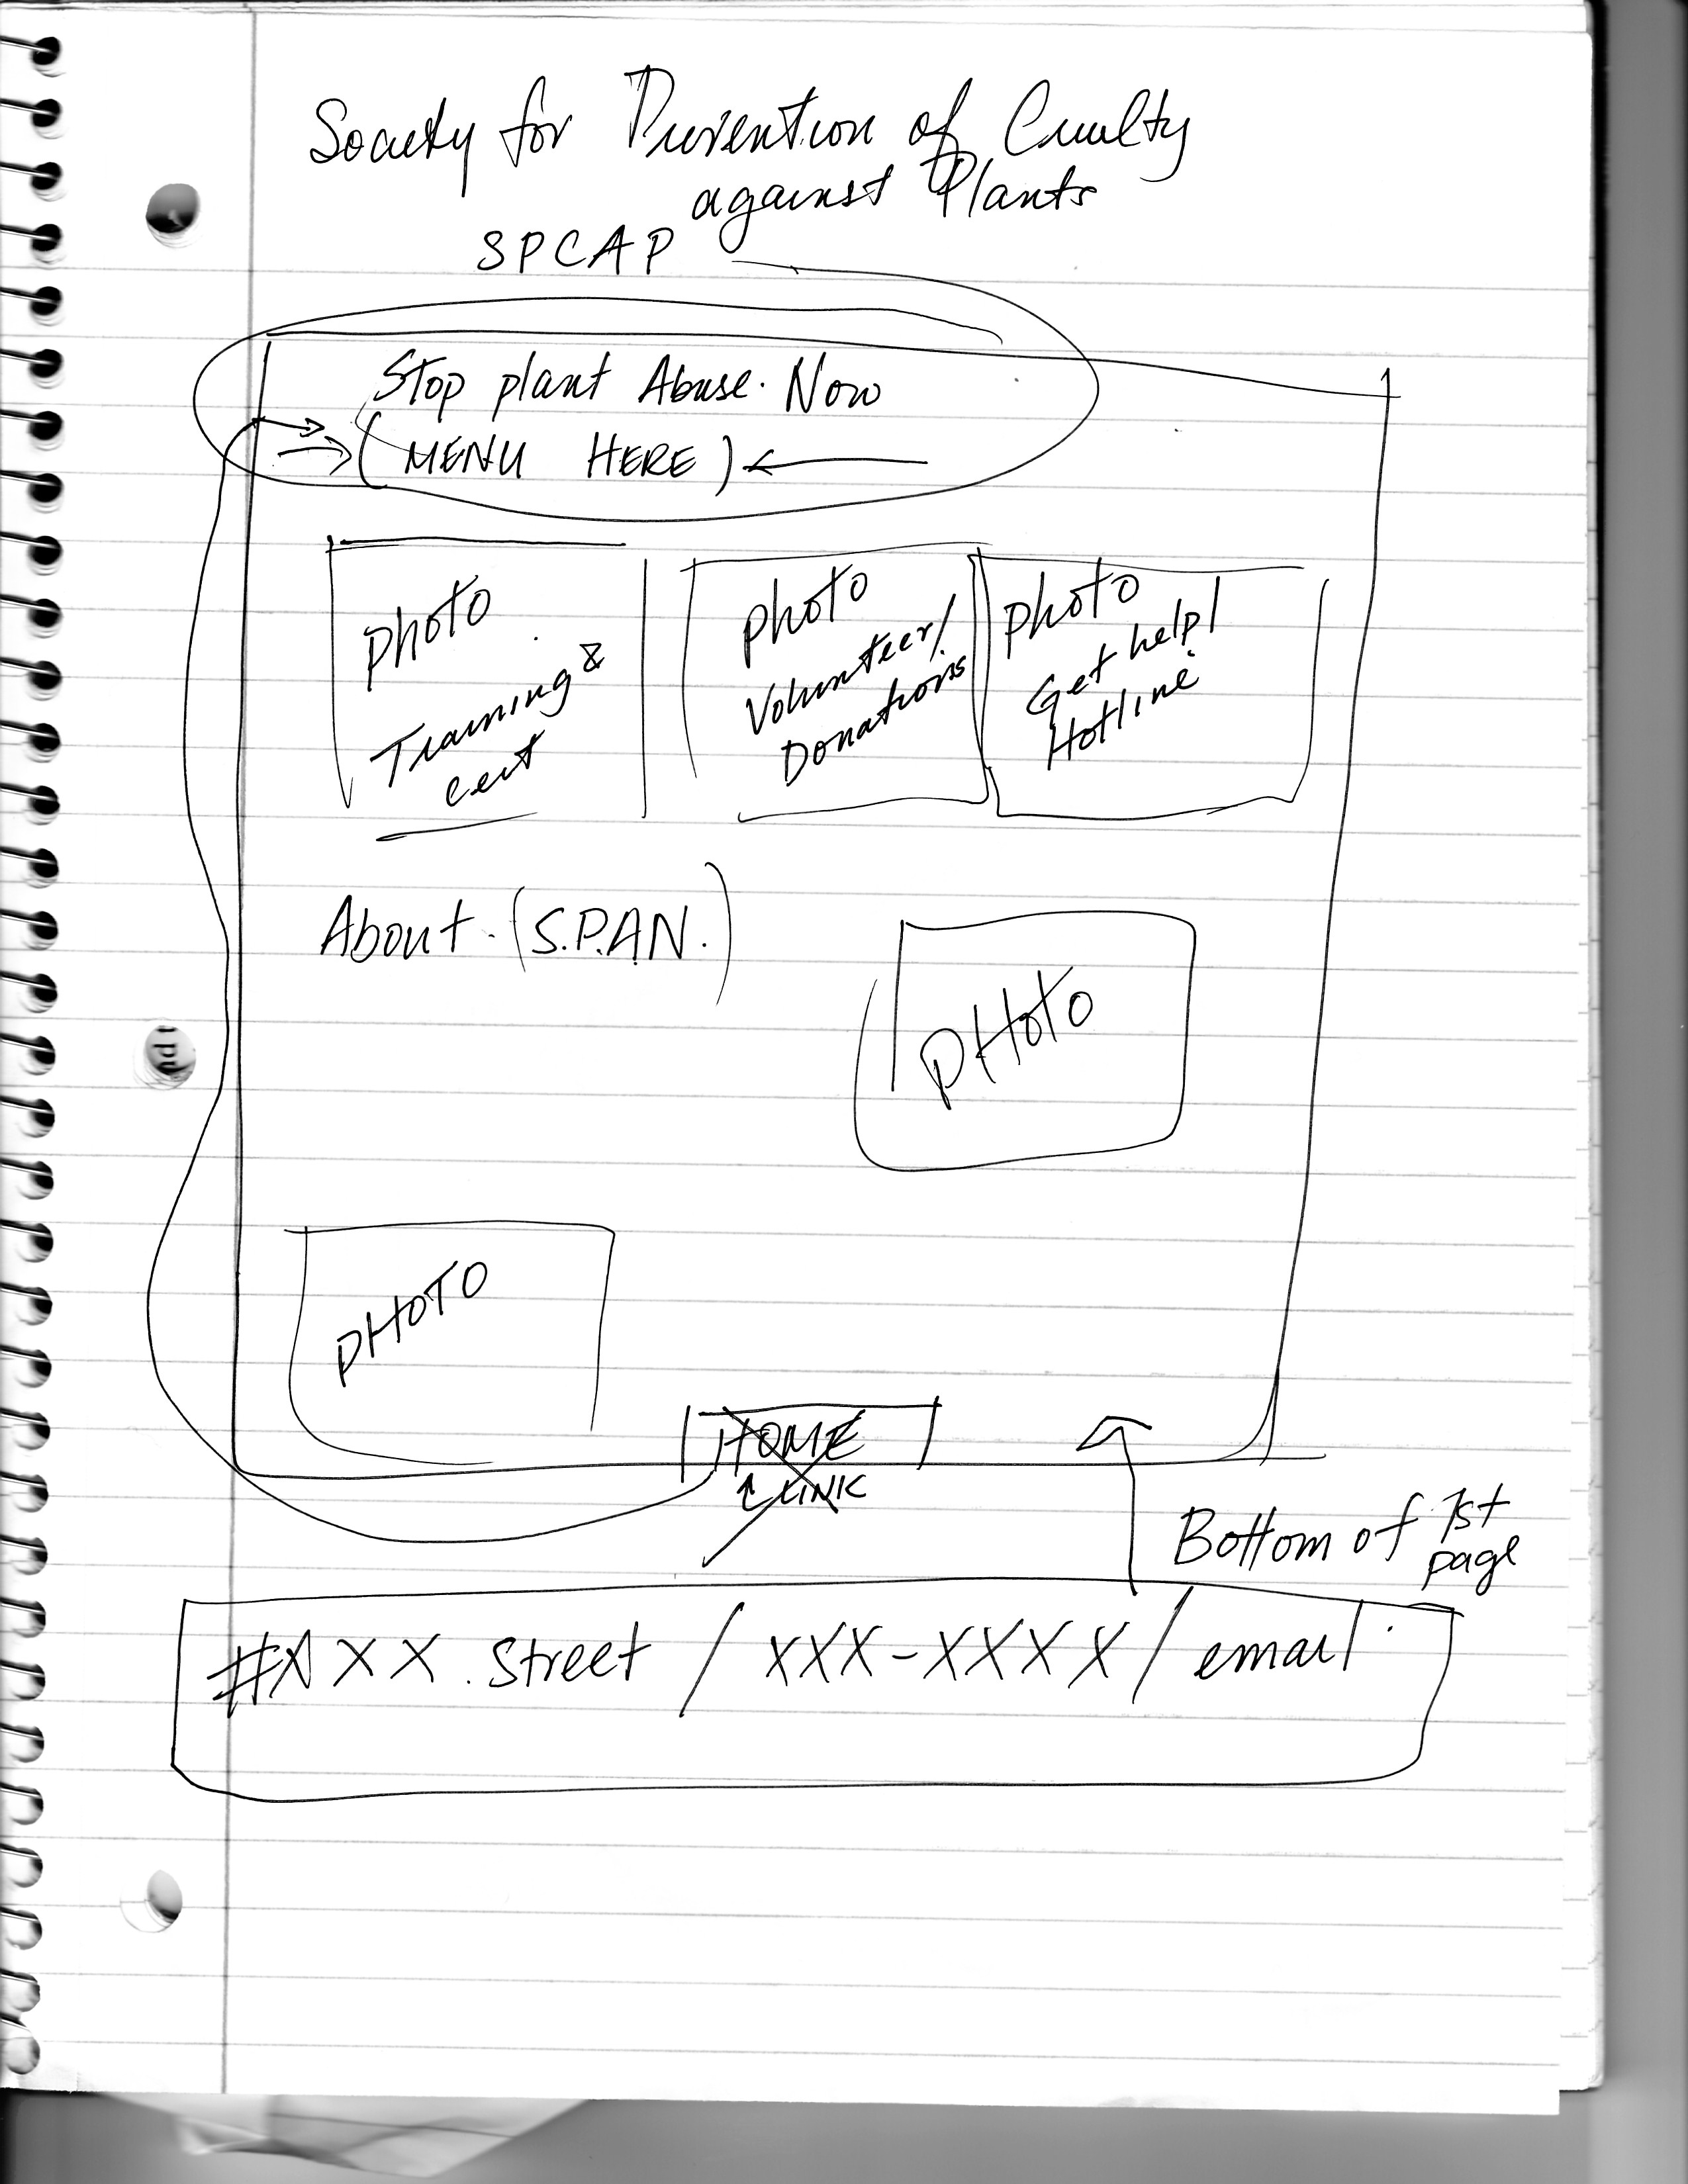 Society for Prevention of Cruelty
against Plants
SPCAP
Stop plant Abuse. Now
(MENU HERE)
photo
Training &
cert
photo
Volunteer/
Donations
photo
Get help!
Hotline
About. (S.P.A.N.)
PHOTO
PHOTO
HOME
LINK
Bottom of 1st
page
#XXX. Street / XXX-XXXX / email.